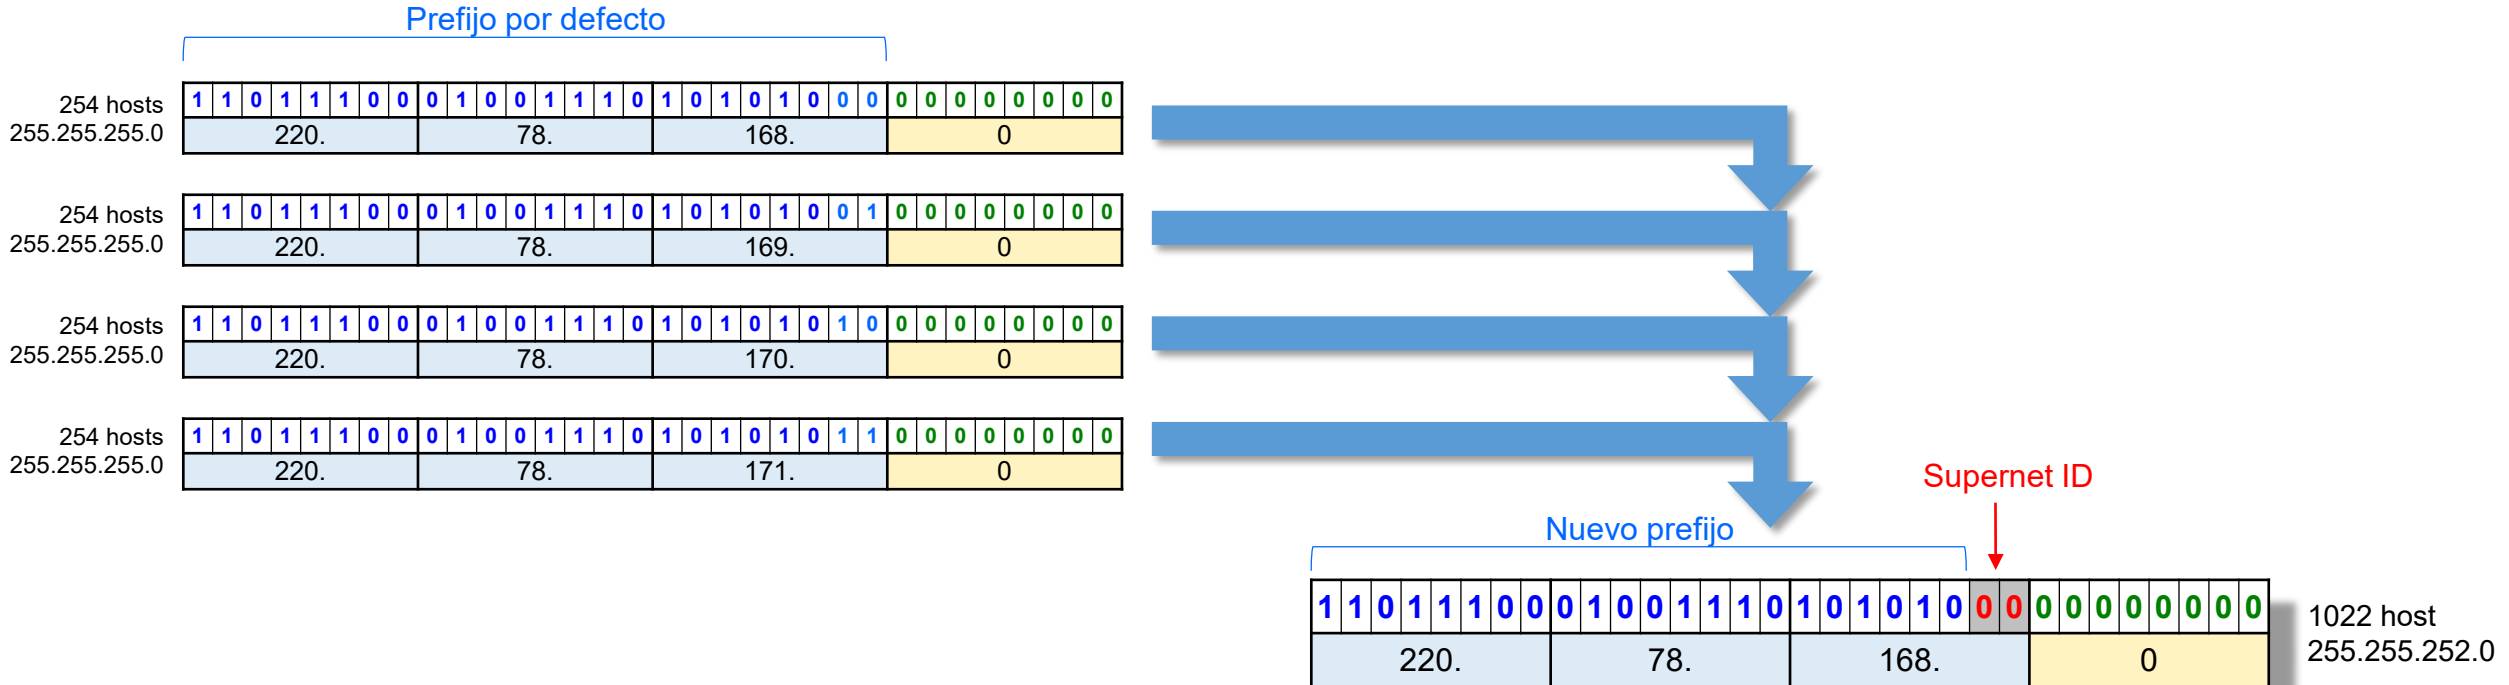 Prefijo por defecto
254 hosts
255.255.255.0
1 1 0 1 1 1 0 0 0 1 0 0 1 1 1 0 1 0 1 0 1 0 0 0 0 0 0 0 0 0 0 0
220. 78. 168. 0
254 hosts
255.255.255.0
1 1 0 1 1 1 0 0 0 1 0 0 1 1 1 0 1 0 1 0 1 0 0 1 0 0 0 0 0 0 0 0
220. 78. 169. 0
254 hosts
255.255.255.0
1 1 0 1 1 1 0 0 0 1 0 0 1 1 1 0 1 0 1 0 1 0 1 0 0 0 0 0 0 0 0 0
220. 78. 170. 0
254 hosts
255.255.255.0
1 1 0 1 1 1 0 0 0 1 0 0 1 1 1 0 1 0 1 0 1 0 1 1 0 0 0 0 0 0 0 0
220. 78. 171. 0
Supernet ID
Nuevo prefijo
1 1 0 1 1 1 0 0 0 1 0 0 1 1 1 0 1 0 1 0 1 0 0 0 0 0 0 0 0 0 0 0
220. 78. 168. 0
1022 host
255.255.252.0